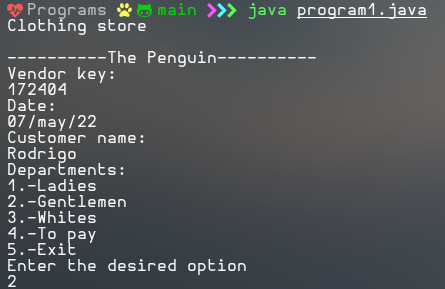 Programs main >>> java program1.java
Clothing store
----------The Penguin----------
Vendor key:
172404
Date:
07/may/22
Customer name:
Rodrigo
Departments:
1.-Ladies
2.-Gentlemen
3.-Whites
4.-To pay
5.-Exit
Enter the desired option
2